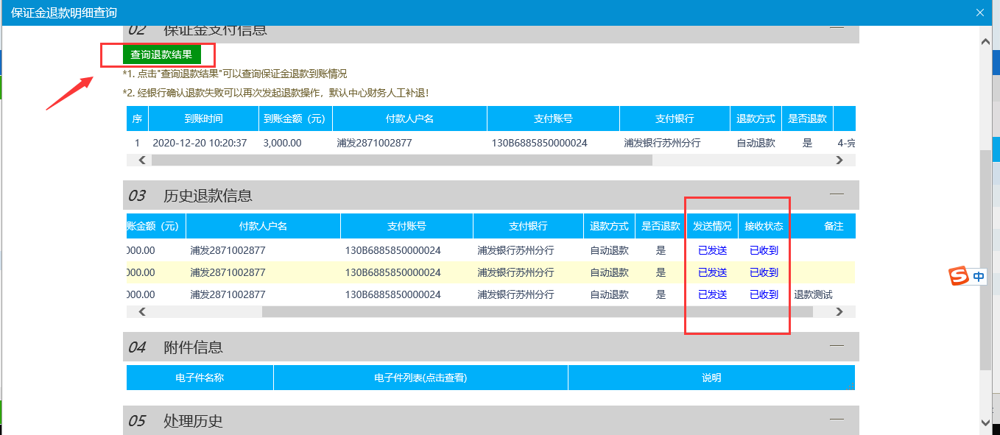 保证金退款明细查询
02 保证金支付信息
查询退款结果
*1. 点击"查询退款结果"可以查询保证金退款到账情况
*2. 经银行确认退款失败可以再次发起退款操作，默认中心财务人工补退！
序 到账时间 到账金额（元） 付款人户名 支付账号 支付银行 退款方式 是否退款
1 2020-12-20 10:20:37 3,000.00 浦发2871002877 130B6885850000024 浦发银行苏州分行 自动退款 是 4-完
03 历史退款信息
账金额（元） 付款人户名 支付账号 支付银行 退款方式 是否退款 发送情况 接收状态 备注
000.00 浦发2871002877 130B6885850000024 浦发银行苏州分行 自动退款 是 已发送 已收到
000.00 浦发2871002877 130B6885850000024 浦发银行苏州分行 自动退款 是 已发送 已收到
000.00 浦发2871002877 130B6885850000024 浦发银行苏州分行 自动退款 是 已发送 已收到 退款测试
S 中
04 附件信息
电子件名称 电子件列表(点击查看) 说明
05 处理历史